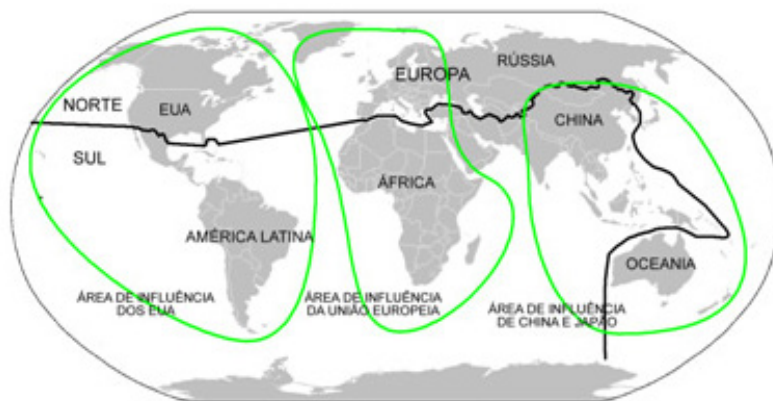 RÚSSIA
EUROPA
NORTE
EUA
CHINA
SUL
ÁFRICA
AMÉRICA LATINA
OCEANIA
ÁREA DE INFLUÊNCIA
DOS EUA
ÁREA DE INFLUÊNCIA
DA UNIÃO EUROPEIA
ÁREA DE INFLUÊNCIA
DE CHINA E JAPÃO